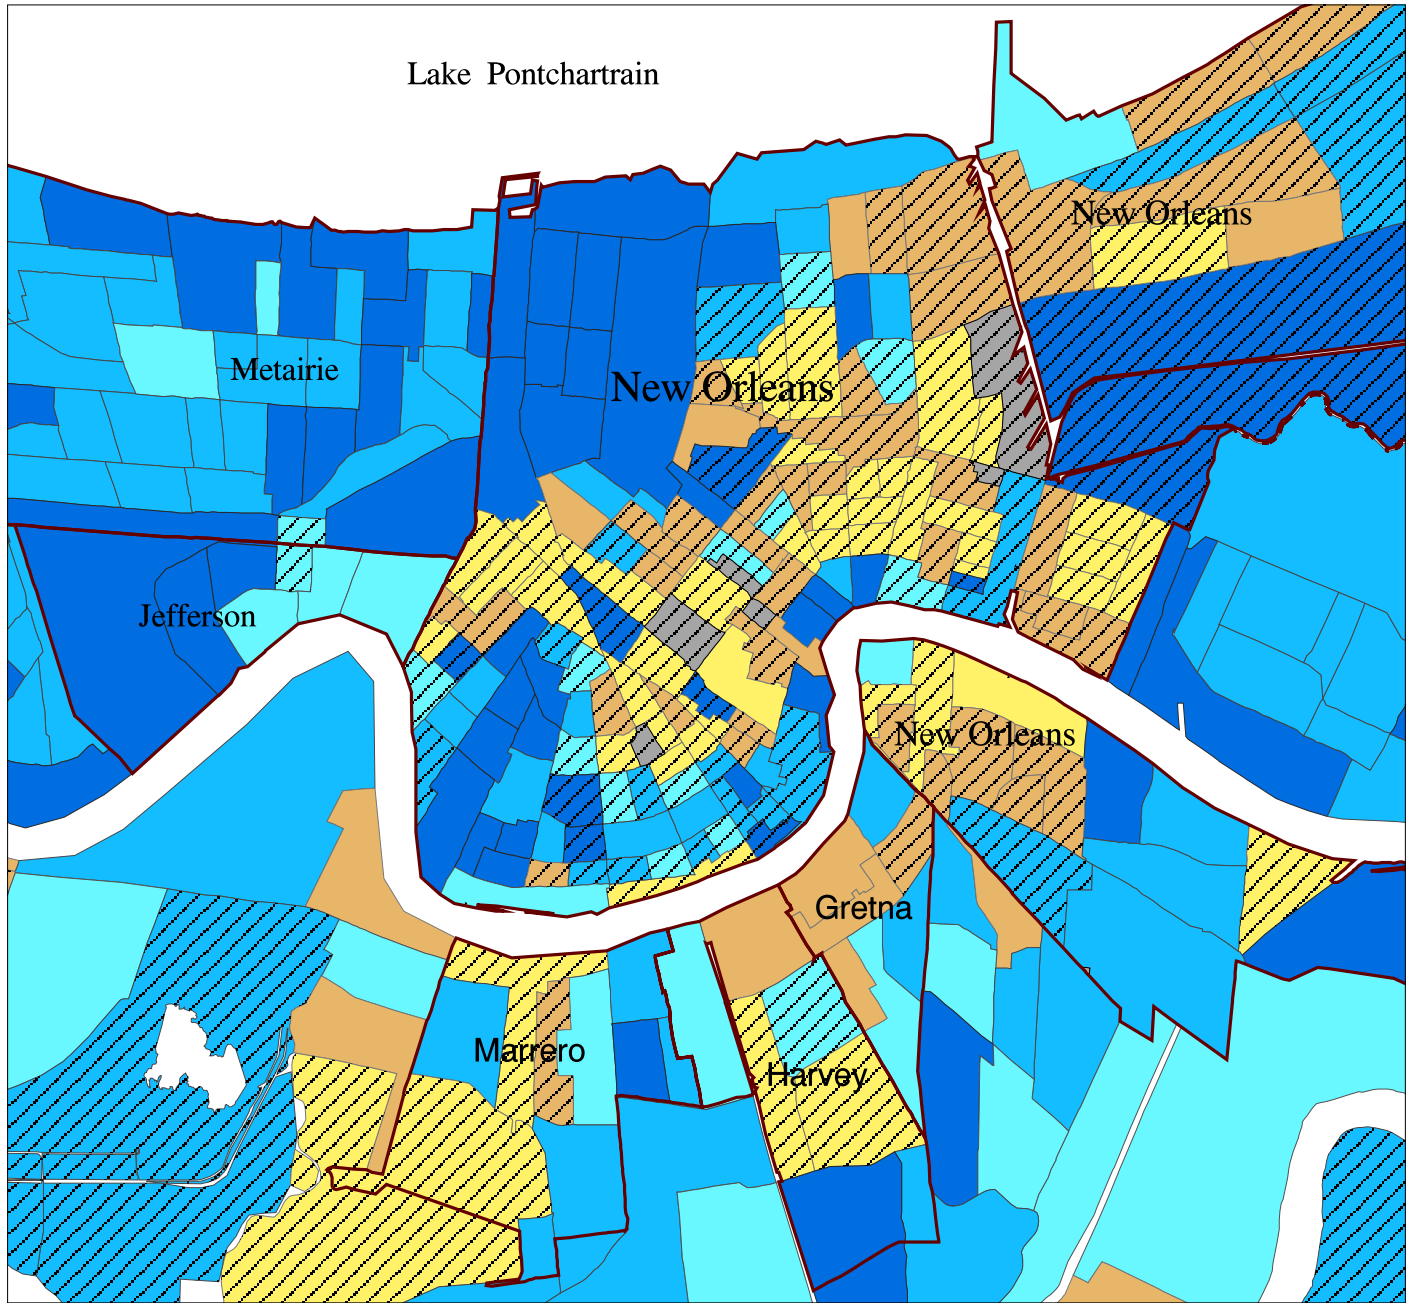 Lake Pontchartrain
New Orleans
Metairie
New Orleans
Jefferson
New Orleans
Gretna
Marrero
Harvey